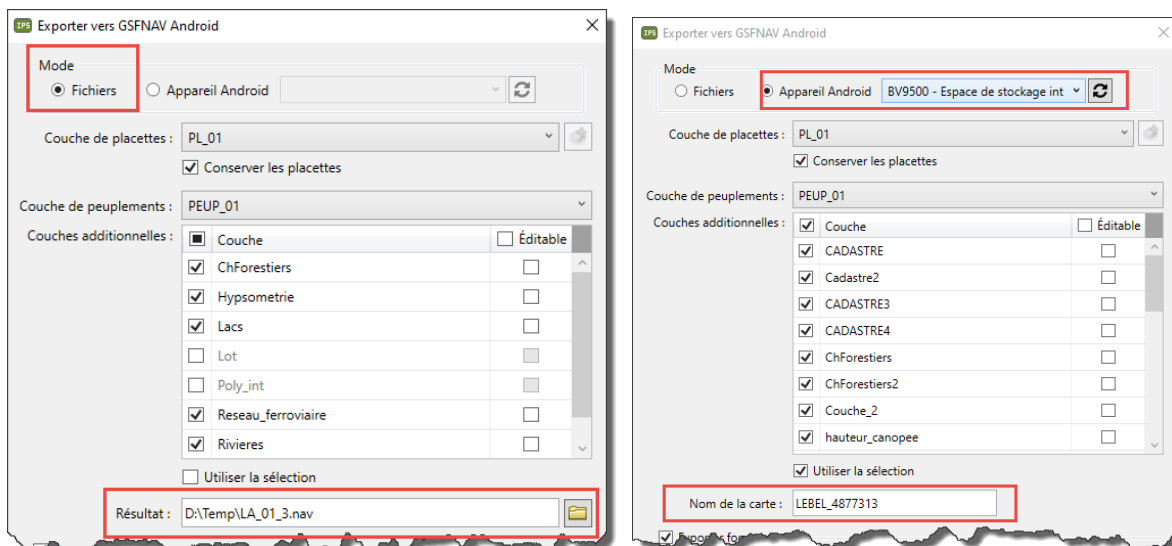 IPS Exporter vers GSFNAV Android
Mode
Fichiers Appareil Android
Couche de placettes : PL_01
Conserver les placettes
Couche de peuplements : PEUP_01
Couches additionnelles : Couche Éditable
ChForestiers
Hypsometrie
Lacs
Lot
Poly_int
Reseau_ferroviaire
Rivieres
Utiliser la sélection
Résultat : D:\Temp\LA_01_3.nav
IPS Exporter vers GSFNAV Android
Mode
Fichiers Appareil Android BV9500 - Espace de stockage int
Couche de placettes : PL_01
Conserver les placettes
Couche de peuplements : PEUP_01
Couches additionnelles : Couche Éditable
CADASTRE
Cadastre2
CADASTRE3
CADASTRE4
ChForestiers
ChForestiers2
Couche_2
hauteur_canopee
Utiliser la sélection
Nom de la carte : LEBEL_4877313